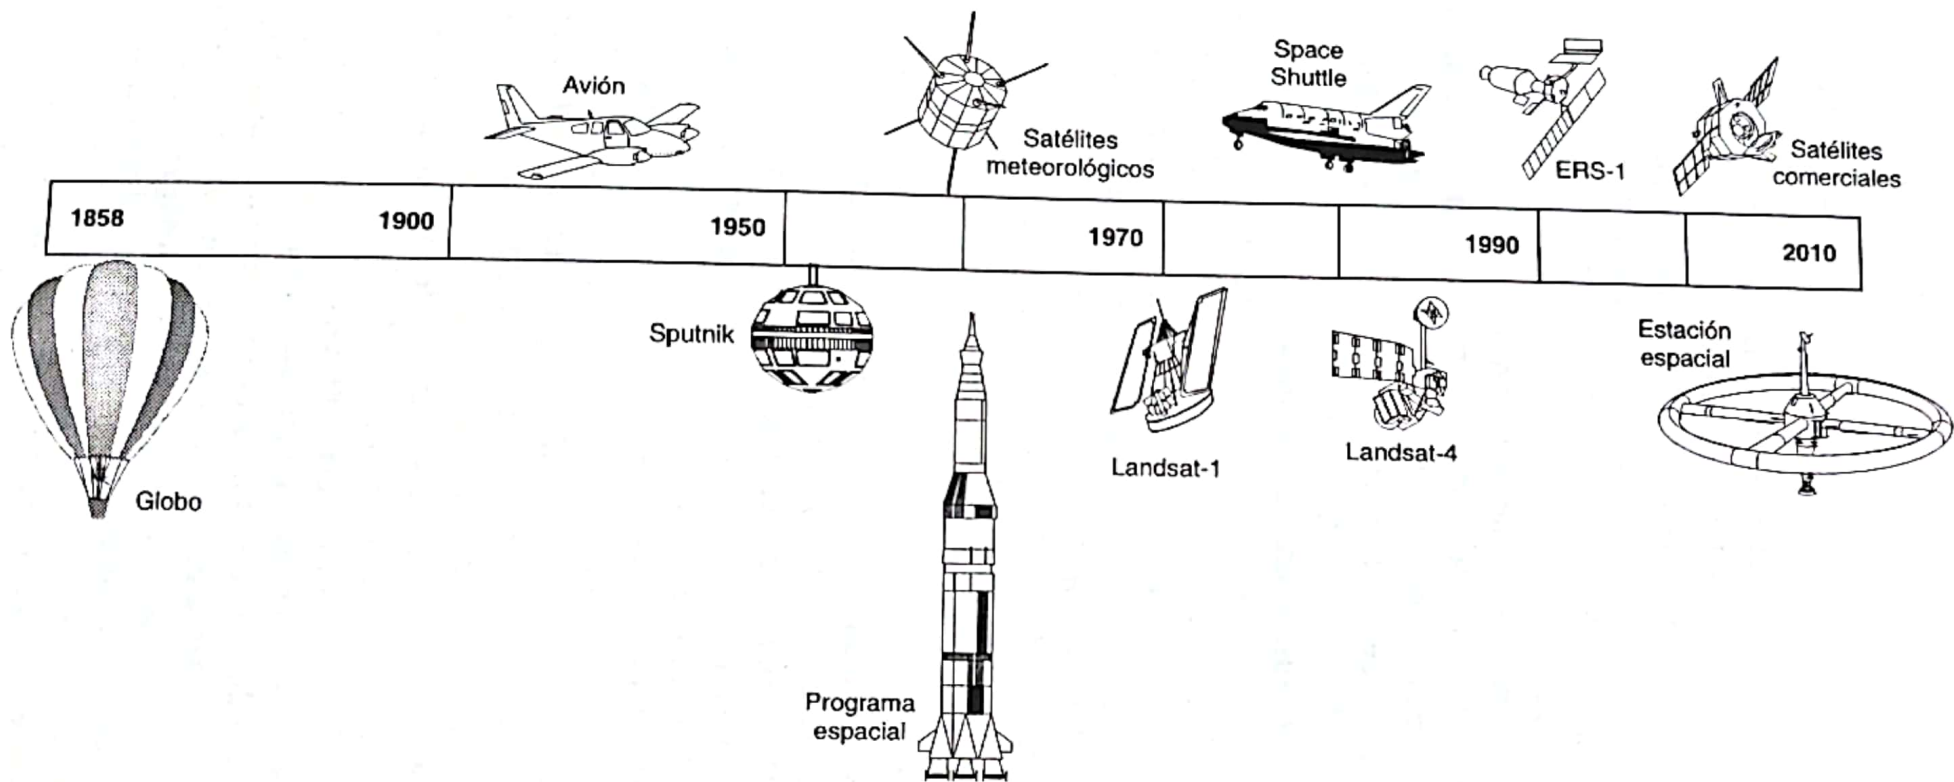 Avión
Satélites
meteorológicos
Space
Shuttle
ERS-1
Satélites
comerciales
1858
1900
1950
1970
1990
2010
Globo
Sputnik
Programa
espacial
Landsat-1
Landsat-4
Estación
espacial